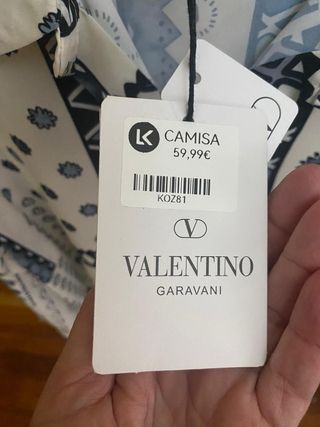 K CAMISA
59,99€
KOZ81
V
VALENTINO
GARAVANI